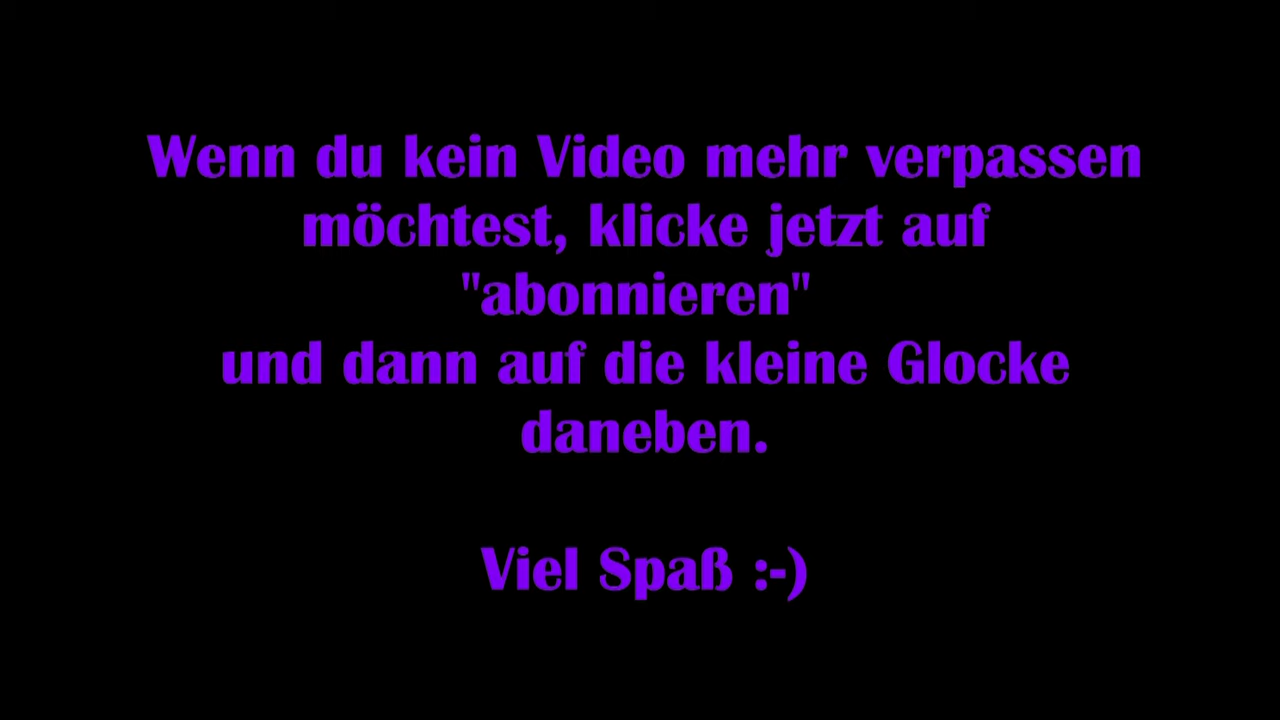 Wenn du kein Video mehr verpassen
möchtest, klicke jetzt auf
"abonnieren"
und dann auf die kleine Glocke
daneben.
Viel Spaß :-)